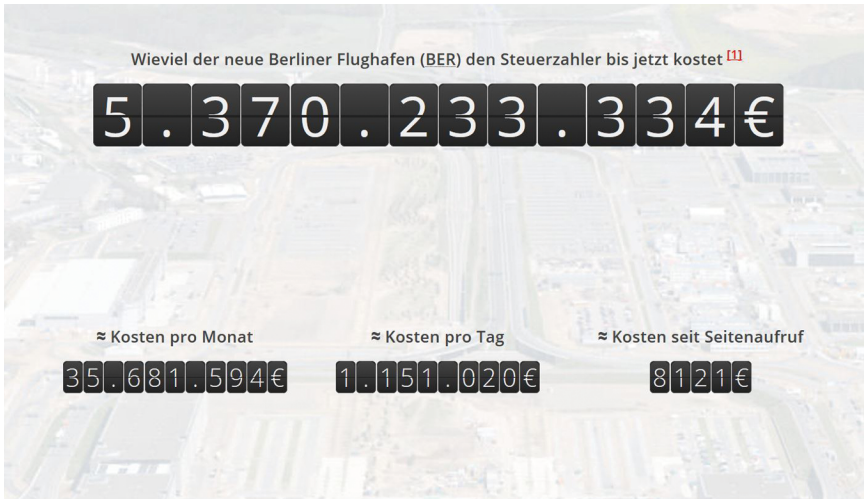 Wieviel der neue Berliner Flughafen (BER) den Steuerzahler bis jetzt kostet [1]
5.370.233.334€
≈ Kosten pro Monat
35.681.594€
≈ Kosten pro Tag
1.151.020€
≈ Kosten seit Seitenaufruf
8121€